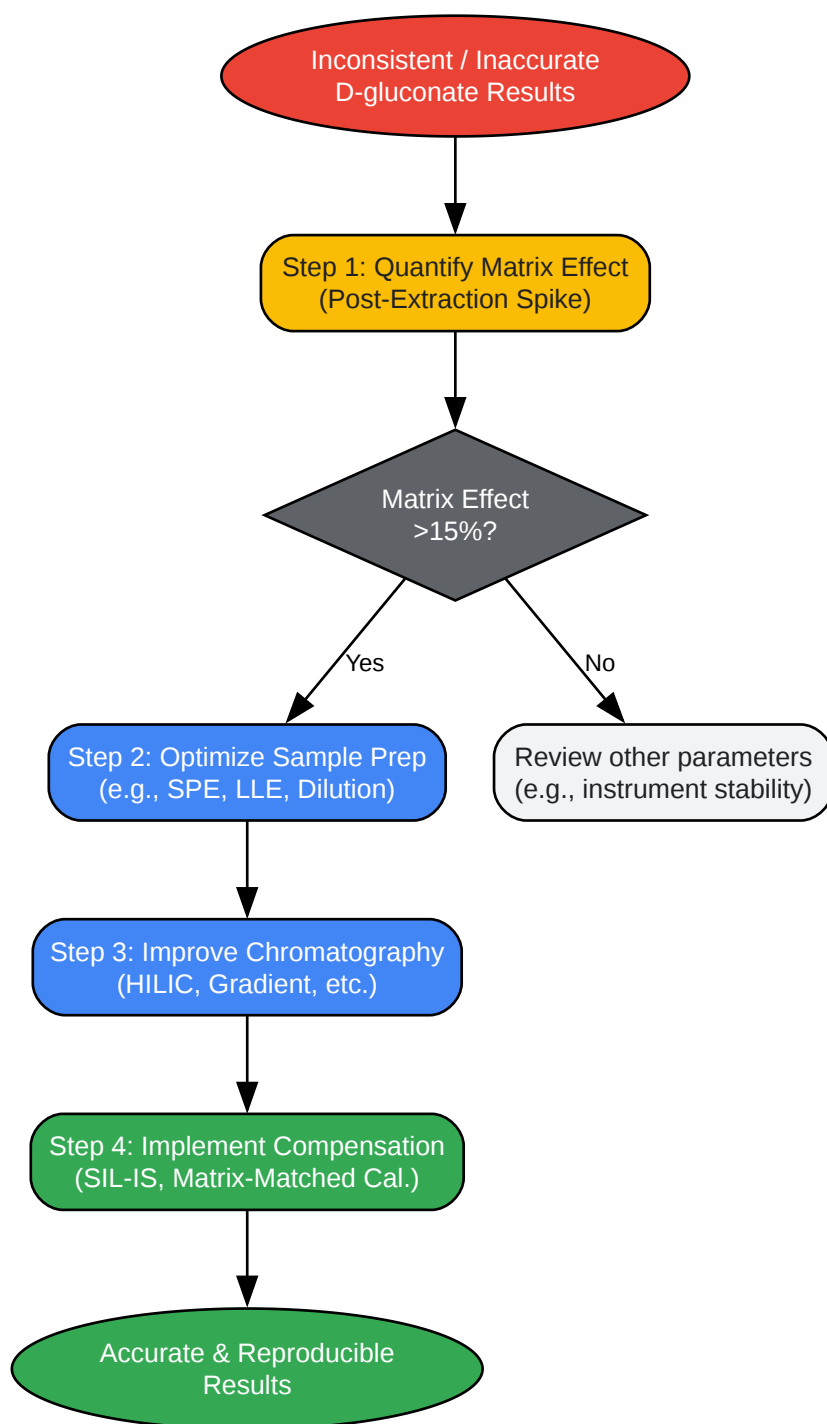 Inconsistent / Inaccurate
D-gluconate Results
Step 1: Quantify Matrix Effect
(Post-Extraction Spike)
Matrix Effect
>15%?
Yes
No
Step 2: Optimize Sample Prep
(e.g., SPE, LLE, Dilution)
Review other parameters
(e.g., instrument stability)
Step 3: Improve Chromatography
(HILIC, Gradient, etc.)
Step 4: Implement Compensation
(SIL-IS, Matrix-Matched Cal.)
Accurate & Reproducible
Results